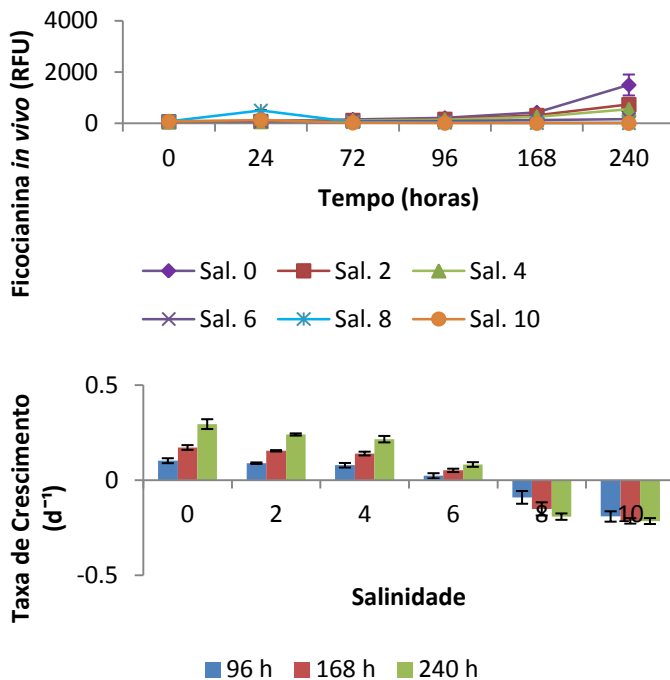 Ficocianina in vivo (RFU)
4000
2000
0
0 24 72 96 168 240
Tempo (horas)
Sal. 0 Sal. 2 Sal. 4
Sal. 6 Sal. 8 Sal. 10
Taxa de Crescimento
(d⁻¹)
0.5
0
-0.5
0 2 4 6 8 10
Salinidade
96 h 168 h 240 h